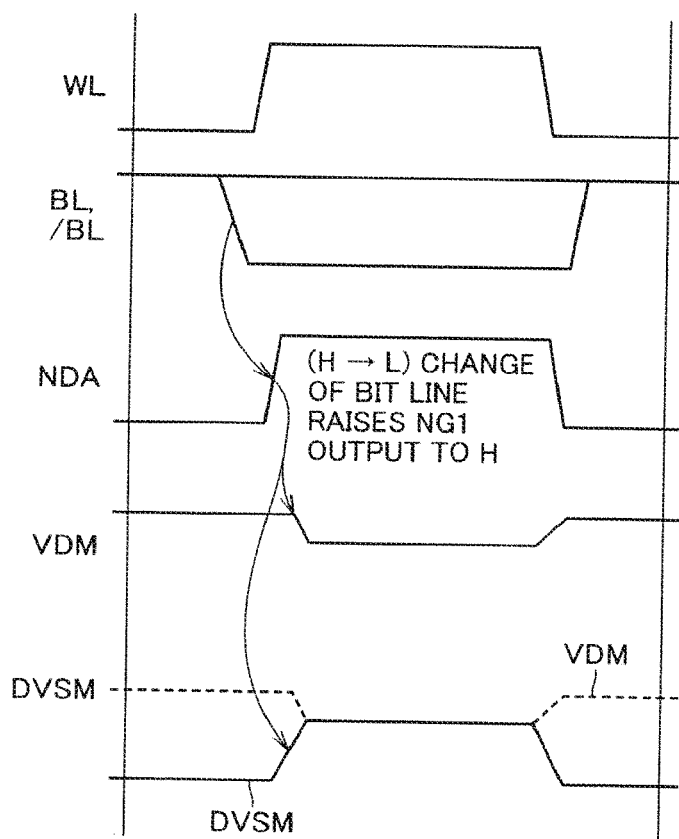 WL
BL,
/BL
NDA
(H → L) CHANGE
OF BIT LINE
RAISES NG1
OUTPUT TO H
VDM
DVSM
VDM
DVSM